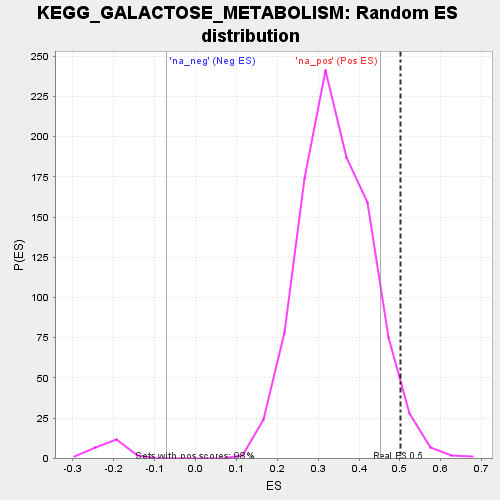 KEGG_GALACTOSE_METABOLISM: Random ES
distribution
'na_neg' (Neg ES)
'na_pos' (Pos ES)
250
225
200
175
150
125
100
75
50
25
0
P(ES)
Sets with pos scores: 98%
Real ES 0.5
-0.3 -0.2 -0.1 0.0 0.1 0.2 0.3 0.4 0.5 0.6 0.7
ES